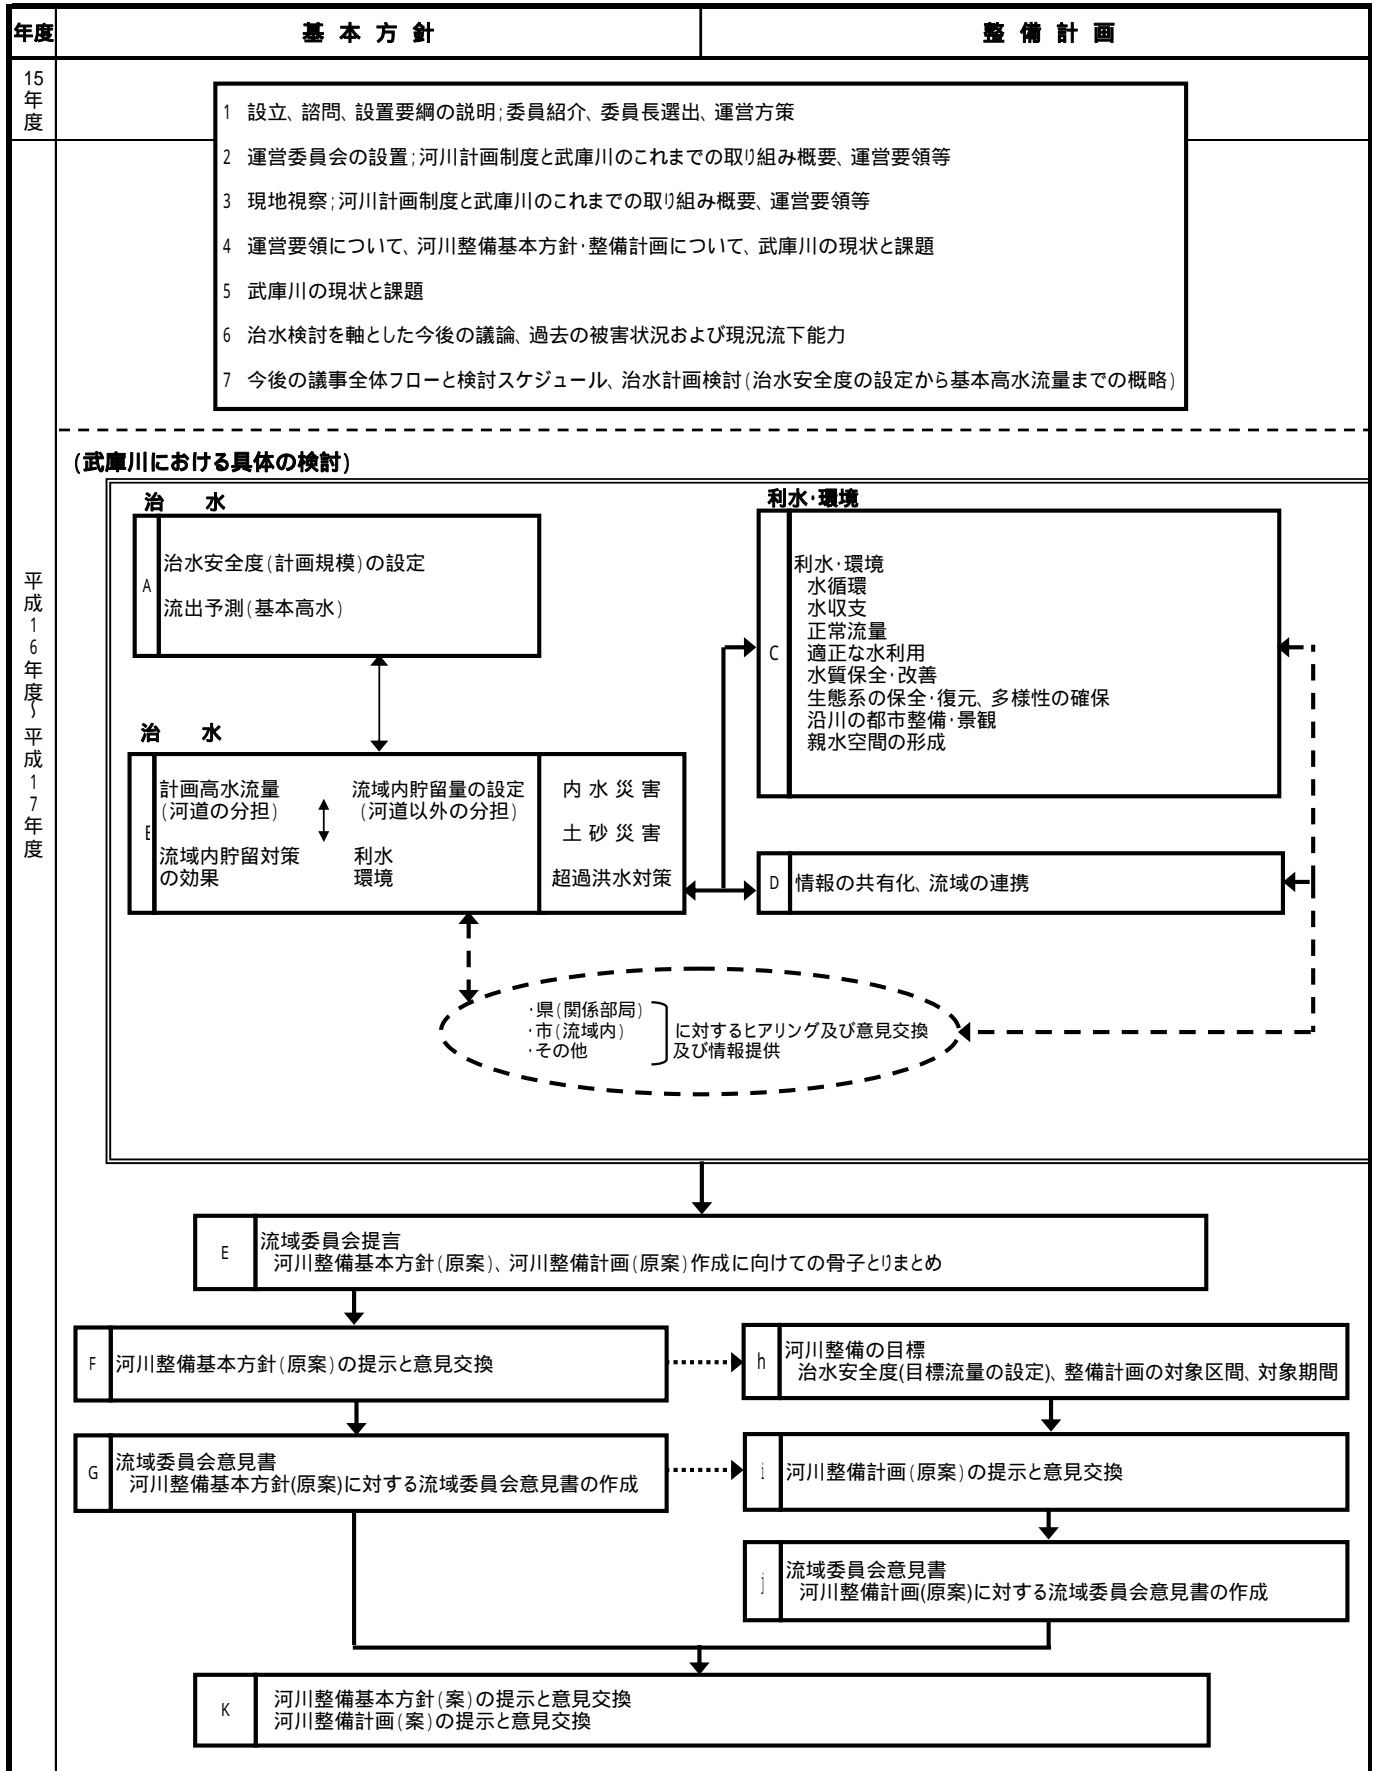 年度
基本方針
整備計画
15
年
度
1 設立、諮問、設置要綱の説明;委員紹介、委員長選出、運営方策
2 運営委員会の設置;河川計画制度と武庫川のこれまでの取り組み概要、運営要領等
3 現地視察;河川計画制度と武庫川のこれまでの取り組み概要、運営要領等
4 運営要領について、河川整備基本方針・整備計画について、武庫川の現状と課題
5 武庫川の現状と課題
6 治水検討を軸とした今後の議論、過去の被害状況および現況流下能力
7 今後の議事全体フローと検討スケジュール、治水計画検討(治水安全度の設定から基本高水流量までの概略)
平成16年度~平成17年度
(武庫川における具体の検討)
治 水
A
治水安全度(計画規模)の設定
流出予測(基本高水)
治 水
B
計画高水流量
(河道の分担)
流域内貯留対策
の効果
流域内貯留量の設定
(河道以外の分担)
利水
環境
内水災害
土砂災害
超過洪水対策
利水・環境
C
利水・環境
水循環
水収支
正常流量
適正な水利用
水質保全・改善
生態系の保全・復元、多様性の確保
沿川の都市整備・景観
親水空間の形成
D 情報の共有化、流域の連携
・県(関係部局)
・市(流域内)
・その他
に対するヒアリング及び意見交換
及び情報提供
E
流域委員会提言
河川整備基本方針(原案)、河川整備計画(原案)作成に向けての骨子とりまとめ
F 河川整備基本方針(原案)の提示と意見交換
h
河川整備の目標
治水安全度(目標流量の設定)、整備計画の対象区間、対象期間
G
流域委員会意見書
河川整備基本方針(原案)に対する流域委員会意見書の作成
i 河川整備計画(原案)の提示と意見交換
j
流域委員会意見書
河川整備計画(原案)に対する流域委員会意見書の作成
K
河川整備基本方針(案)の提示と意見交換
河川整備計画(案)の提示と意見交換